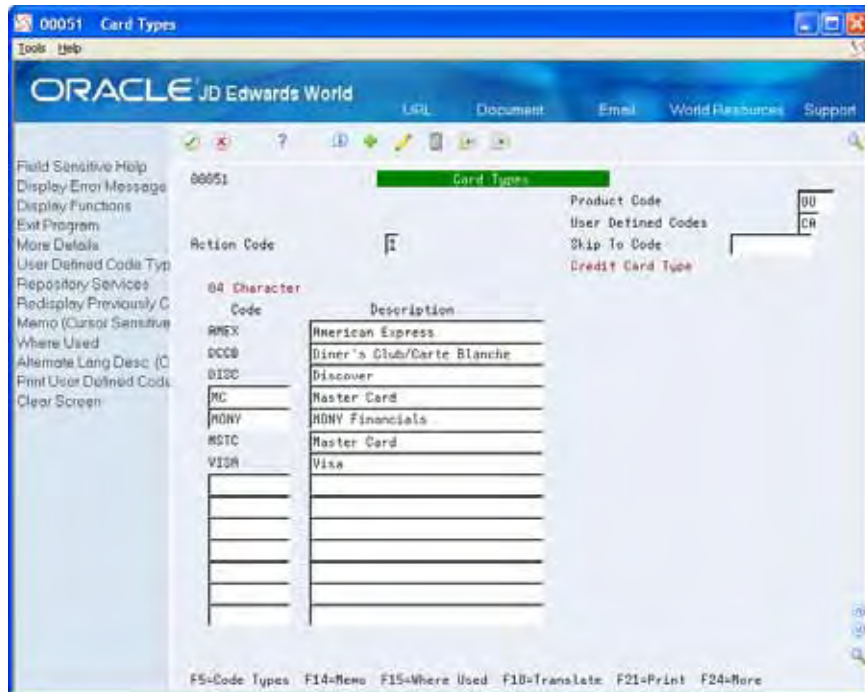 00051 Card Types
Tools Help
ORACLE JD Edwards World
URL Document Email World Resources Support
?
Field Sensitive Help
Display Error Message
Display Functions
Exit Program
More Details
User Defined Code Typ
Repository Services
Redisplay Previously C
Memo (Cursor Sensitive
Where Used
Alternate Lang Desc (C
Print User Defined Code
Clear Screen
00051 Card Types
Product Code 00
User Defined Codes CA
Action Code I Skip To Code
Credit Card Type
04 Character
Code Description
AMEX American Express
DCCB Diner's Club/Carte Blanche
DISC Discover
MC Master Card
MONY MONY Financials
MSTC Master Card
VISA Visa
F5=Code Types F14=Memo F15=Where Used F18=Translate F21=Print F24=More